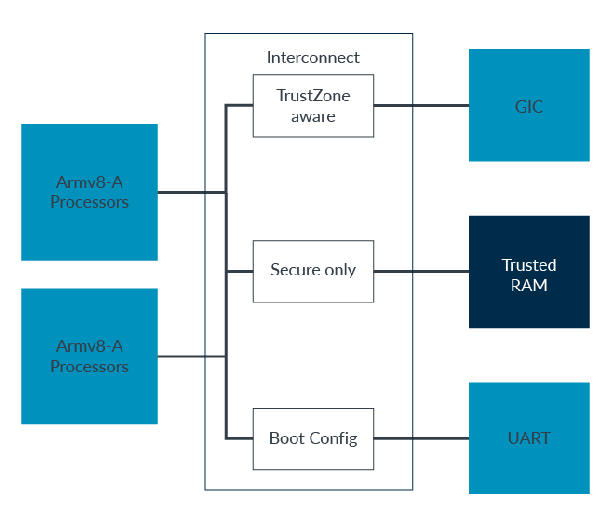 Interconnect
TrustZone
aware
GIC
Armv8-A
Processors
Secure only
Trusted
RAM
Armv8-A
Processors
Boot Config
UART